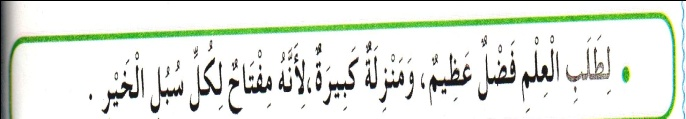 • لِطَلَبِ الْعِلْمِ فَضْلٌ عَظِيمٌ، وَمَنْزِلَةٌ كَبِيرَةٌ، لِأَنَّهُ مِفْتَاحٌ لِكُلِّ سُبُلِ الْخَيْرِ .